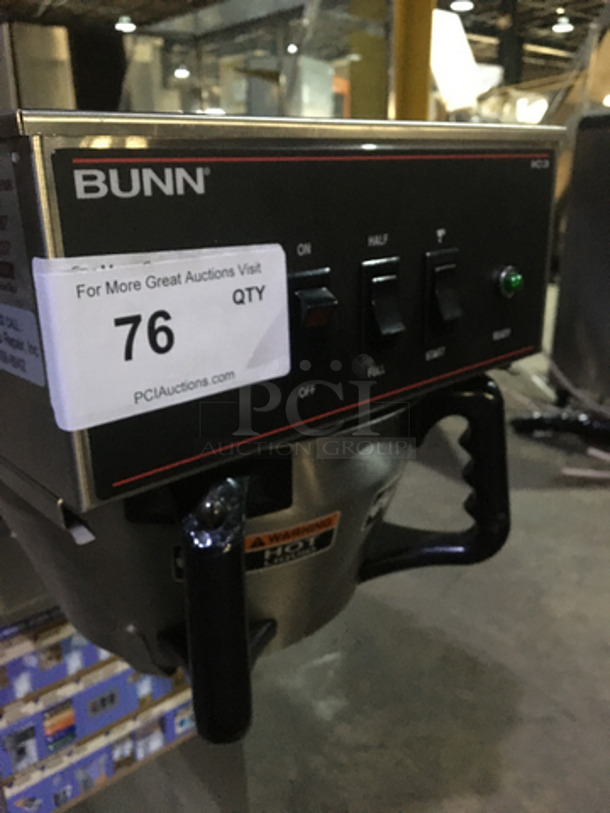 BUNN
For More Great Auctions Visit
76
QTY
PCIAuctions.com
ON
OFF
HALF
FULL
START
READY
PCI
AUCTION GROUP
WARNING
HOT